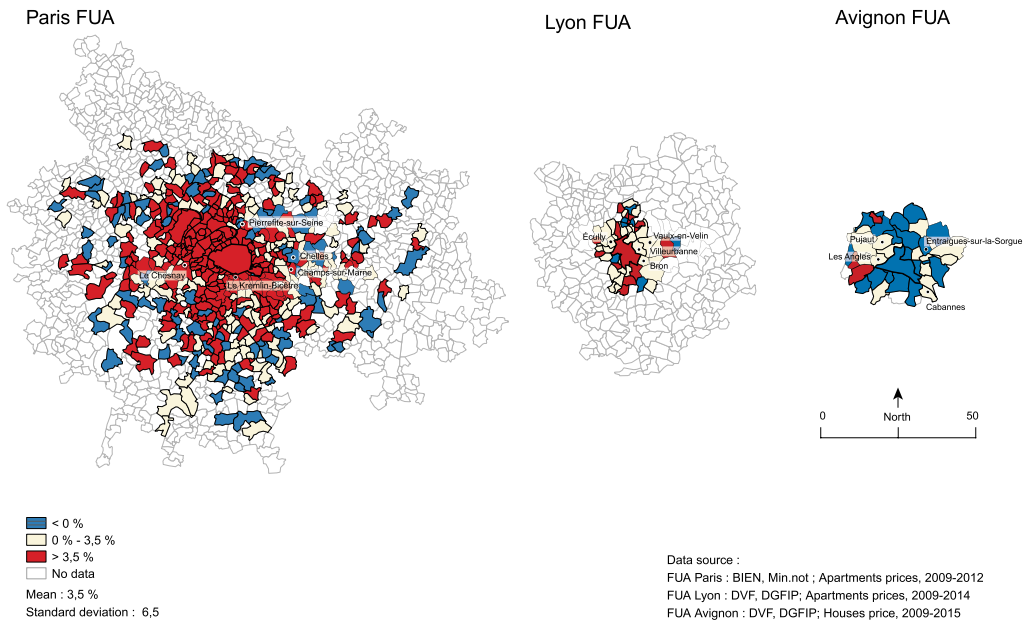 Paris FUA
Lyon FUA
Avignon FUA
Pierrefite-sur-Seine
Chelles
Champs-sur-Marne
Le Chesnay
Le Kremlin-Bicêtre
Écully
Vaulx-en-Velin
Villeurbanne
Bron
Pujaut
Entraigues-sur-la-Sorgue
Les Angles
Cabannes
0
North
50
< 0 %
0 % - 3,5 %
> 3,5 %
No data
Mean : 3,5 %
Standard deviation : 6,5
Data source :
FUA Paris : BIEN, Min.not ; Apartments prices, 2009-2012
FUA Lyon : DVF, DGFIP; Apartments prices, 2009-2014
FUA Avignon : DVF, DGFIP; Houses price, 2009-2015